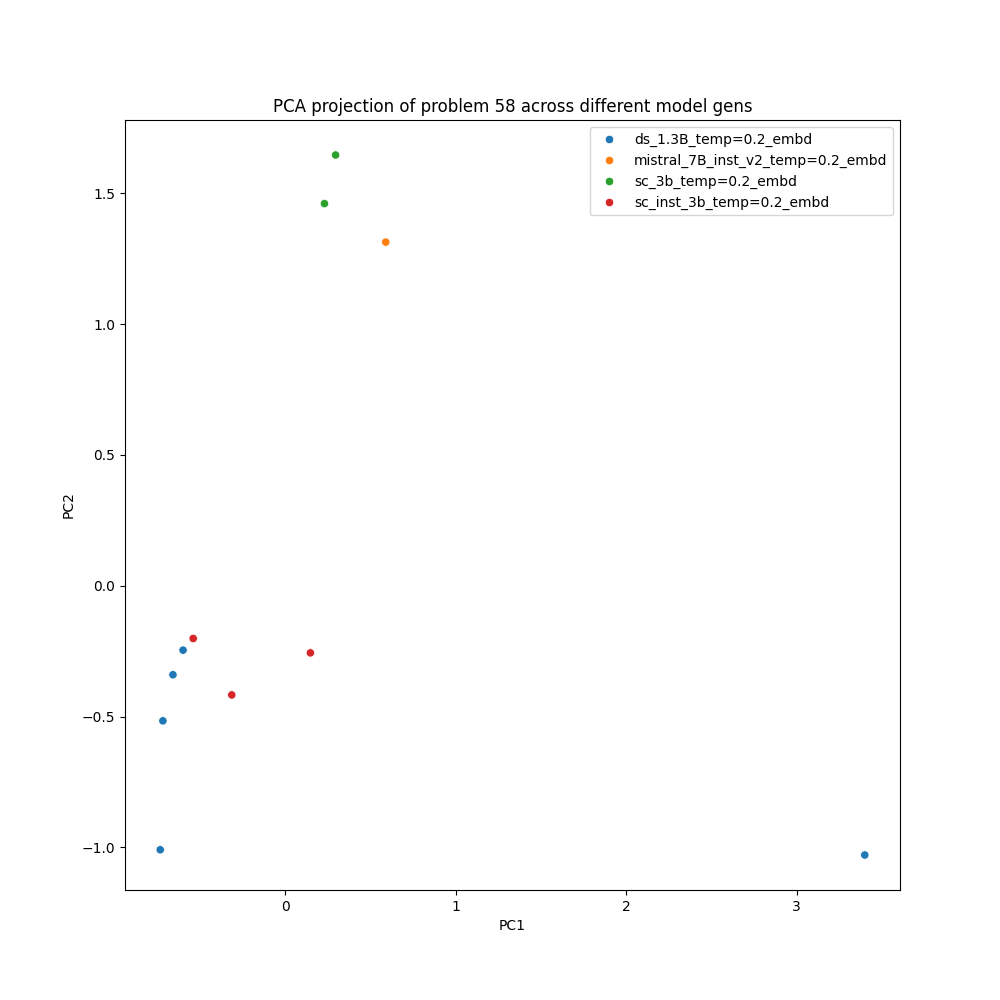 PCA projection of problem 58 across different model gens
ds_1.3B_temp=0.2_embd
mistral_7B_inst_v2_temp=0.2_embd
sc_3b_temp=0.2_embd
sc_inst_3b_temp=0.2_embd
1.5
1.0
0.5
0.0
−0.5
−1.0
PC2
0 1 2 3
PC1